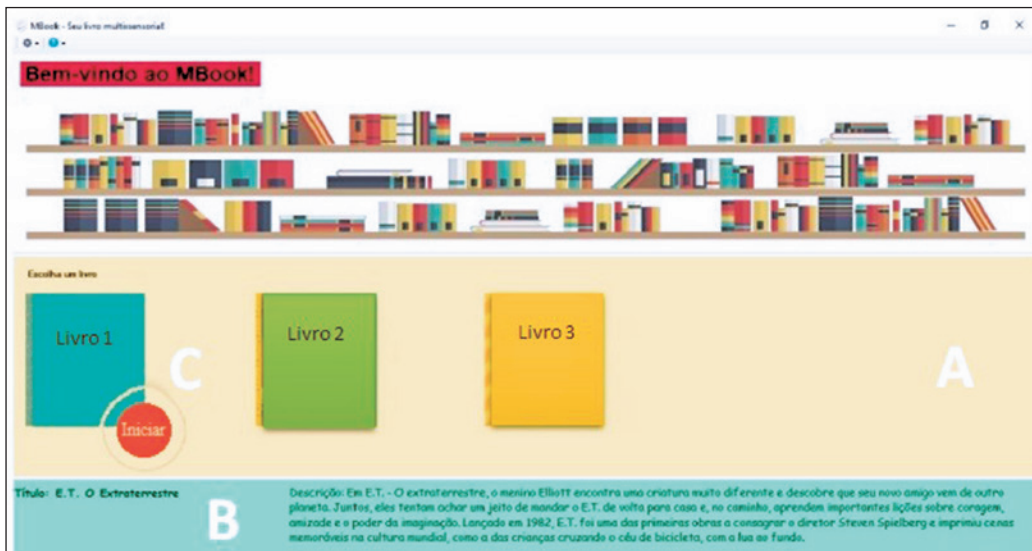 MBook - Seu livro multissensorial!
Bem-vindo ao MBook!
Escolha um livro
Livro 1
Livro 2
Livro 3
C
A
Iniciar
Título: E.T. O Extraterrestre
B
Descrição: Em E.T. - O extraterrestre, o menino Elliott encontra uma criatura muito diferente e descobre que seu novo amigo vem de outro
planeta. Juntos, eles tentam achar um jeito de mandar o E.T. de volta para casa e, no caminho, aprendem importantes lições sobre coragem,
amizade e o poder da imaginação. Lançado em 1982, E.T. foi uma das primeiras obras a consagrar o diretor Steven Spielberg e imprimiu cenas
memoráveis na cultura mundial, como a das crianças cruzando o céu de bicicleta, com a lua ao fundo.